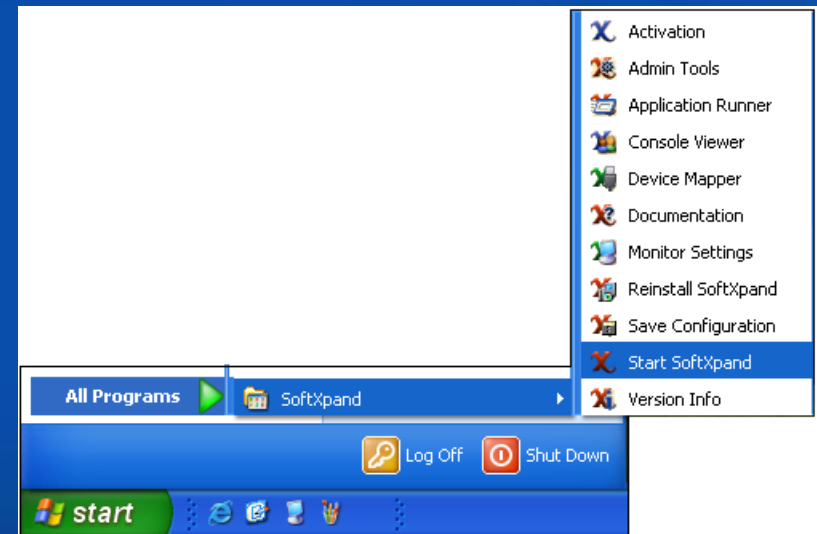 Activation
Admin Tools
Application Runner
Console Viewer
Device Mapper
Documentation
Monitor Settings
Reinstall SoftXpand
Save Configuration
Start SoftXpand
Version Info
All Programs
SoftXpand
Log Off
Shut Down
start